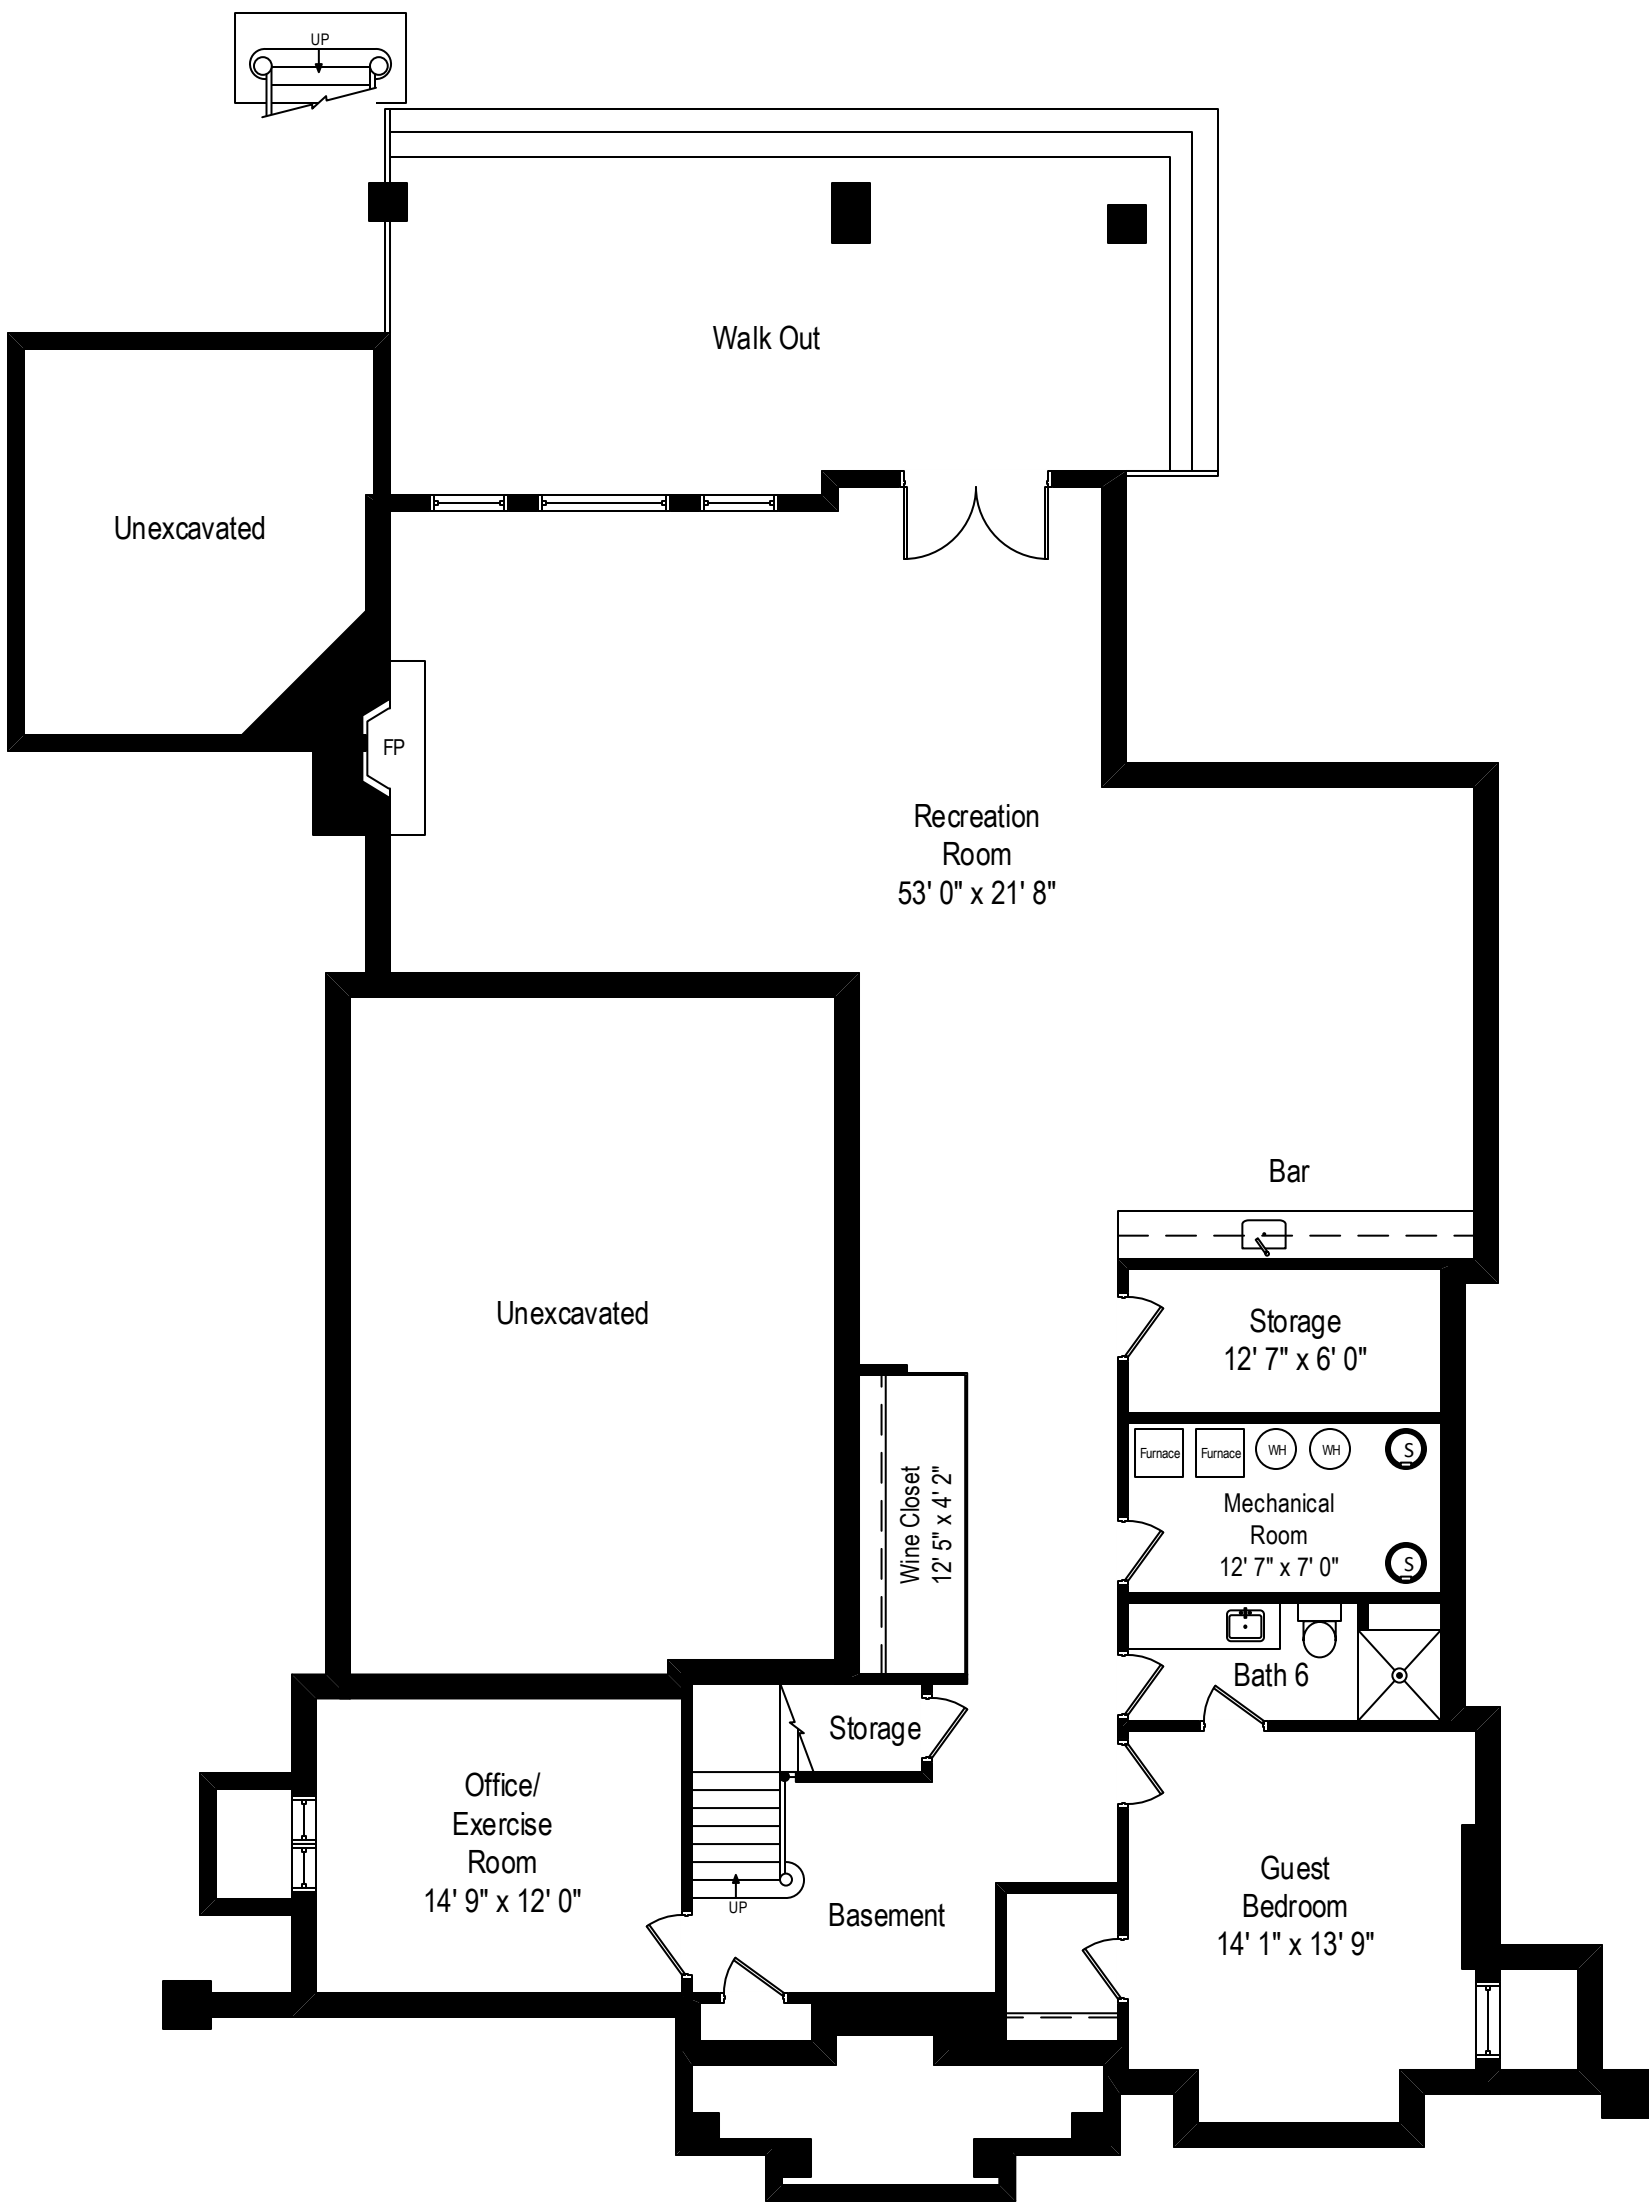 UP
Walk Out
Unexcavated
FP
Recreation
Room
53' 0" x 21' 8"
Bar
Unexcavated
Storage
12' 7" x 6' 0"
Furnace
Furnace
WH
WH
S
Wine Closet
12' 5" x 4' 2"
Mechanical
Room
12' 7" x 7' 0"
S
Bath 6
Storage
Office/
Exercise
Room
14' 9" x 12' 0"
UP
Basement
Guest
Bedroom
14' 1" x 13' 9"